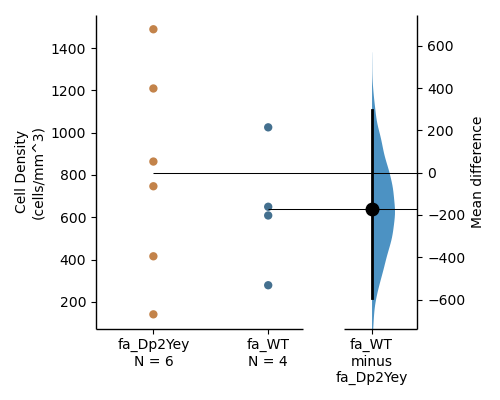 1400
1200
1000
800
600
400
200
Cell Density
(cells/mm^3)
fa_Dp2Yey
N = 6
fa_WT
N = 4
fa_WT
minus
fa_Dp2Yey
600
400
200
0
−200
−400
−600
Mean difference